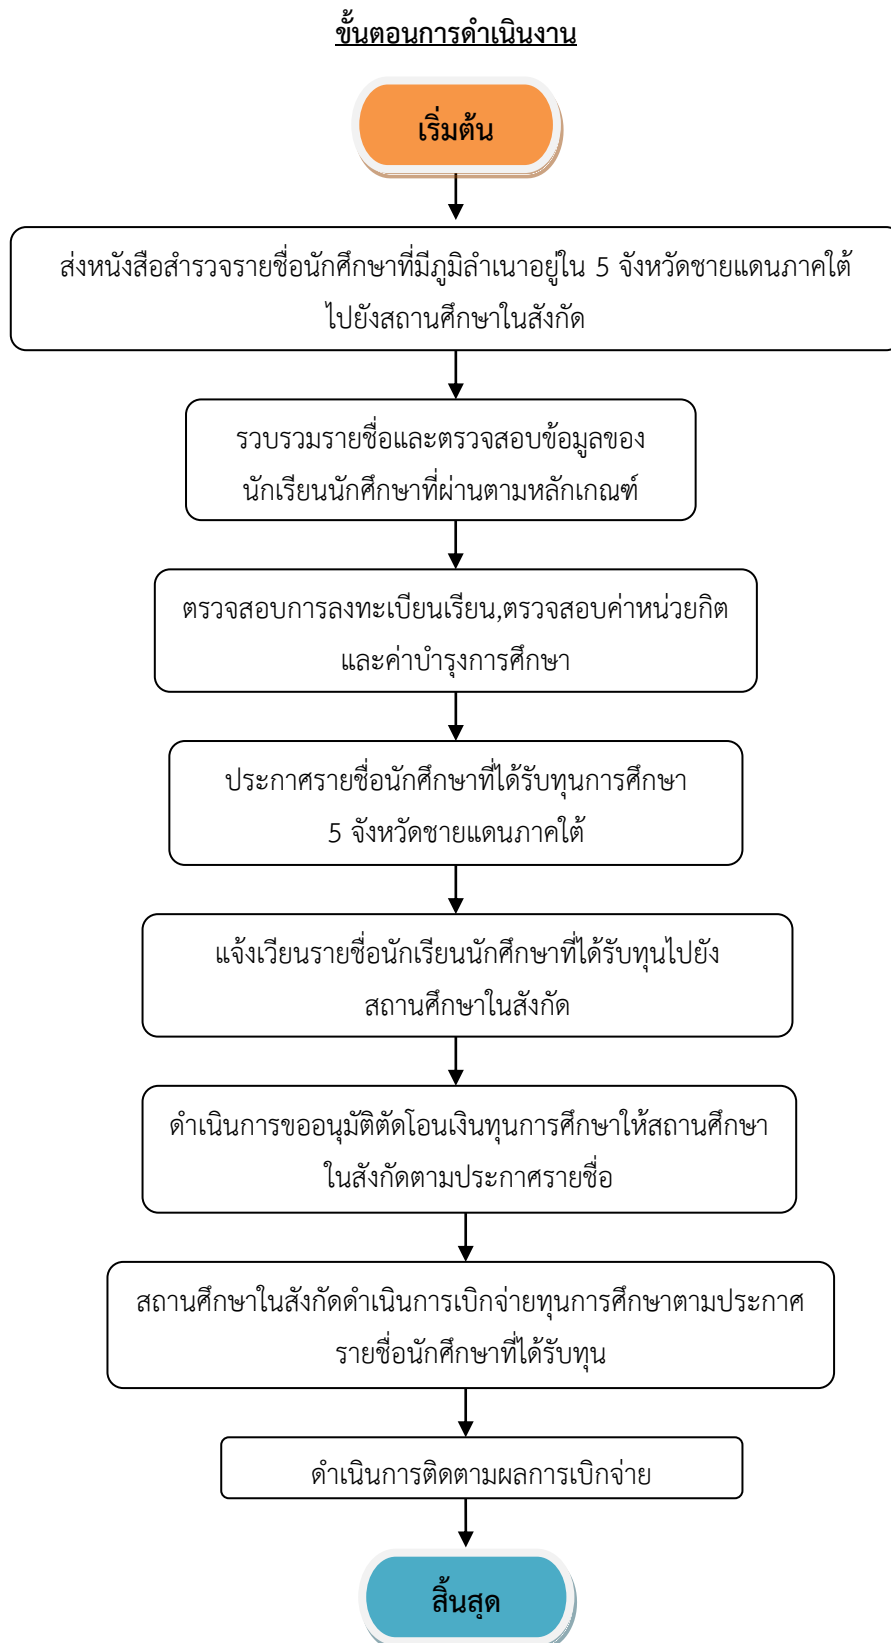 ขั้นตอนการดำเนินงาน
เริ่มต้น
ส่งหนังสือสำรวจรายชื่อนักศึกษาที่มีภูมิลำเนาอยู่ใน 5 จังหวัดชายแดนภาคใต้
ไปยังสถานศึกษาในสังกัด
รวบรวมรายชื่อและตรวจสอบข้อมูลของ
นักเรียนนักศึกษาที่ผ่านตามหลักเกณฑ์
ตรวจสอบการลงทะเบียนเรียน,ตรวจสอบค่าหน่วยกิต
และค่าบำรุงการศึกษา
ประกาศรายชื่อนักศึกษาที่ได้รับทุนการศึกษา
5 จังหวัดชายแดนภาคใต้
แจ้งเวียนรายชื่อนักเรียนนักศึกษาที่ได้รับทุนไปยัง
สถานศึกษาในสังกัด
ดำเนินการขออนุมัติตัดโอนเงินทุนการศึกษาให้สถานศึกษา
ในสังกัดตามประกาศรายชื่อ
สถานศึกษาในสังกัดดำเนินการเบิกจ่ายทุนการศึกษาตามประกาศ
รายชื่อนักศึกษาที่ได้รับทุน
ดำเนินการติดตามผลการเบิกจ่าย
สิ้นสุด